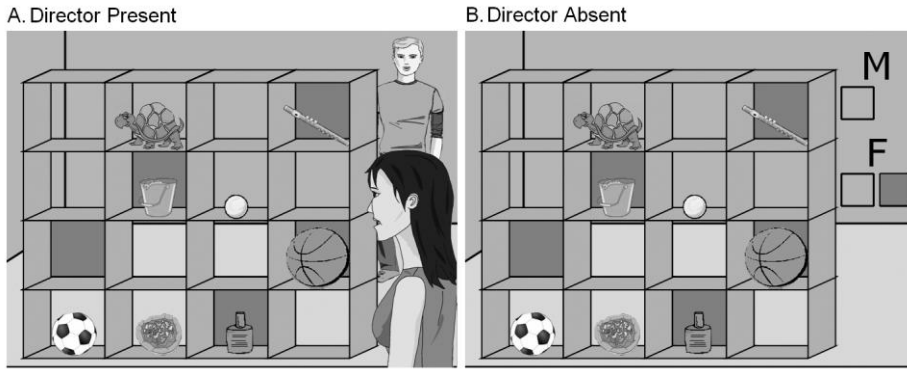 A. Director Present
B. Director Absent
M
F